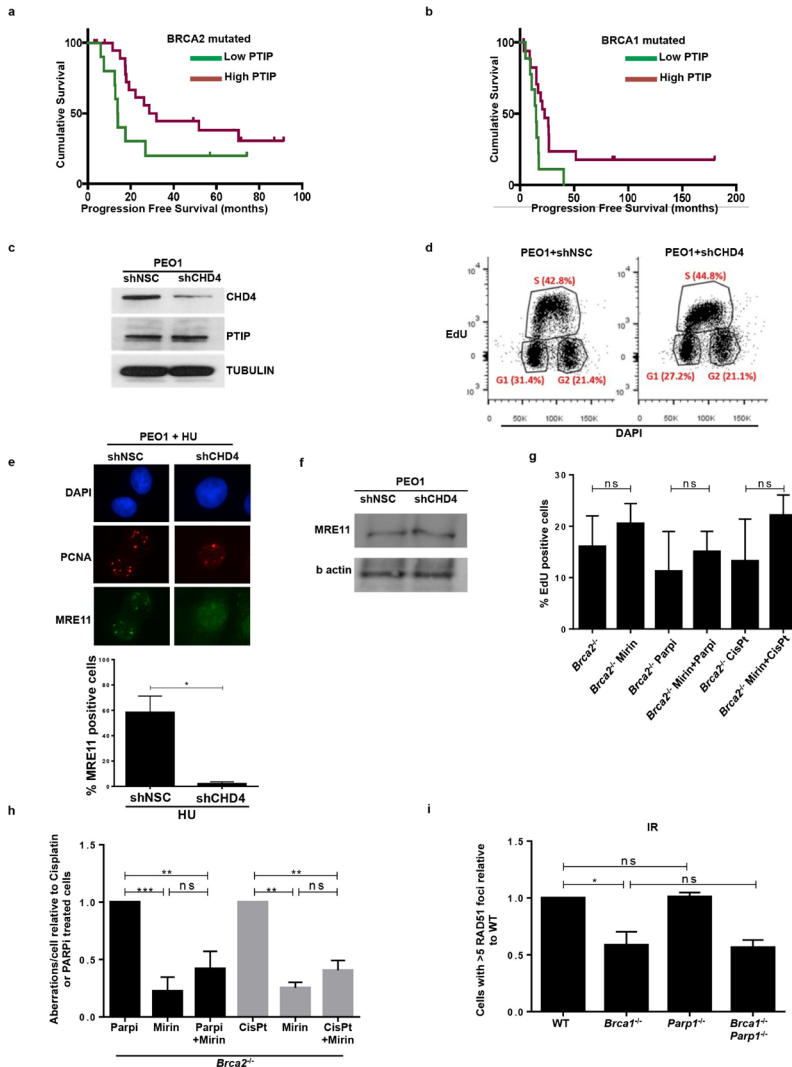 a
BRCA2 mutated
Low PTIP
High PTIP
Cumulative Survival
100
50
0
0 20 40 60 80 100
Progression Free Survival (months)
b
BRCA1 mutated
Low PTIP
High PTIP
Cumulative Survival
100
50
0
0 50 100 150 200
Progression Free Survival (months)
c
PEO1
shNSC shCHD4
CHD4
PTIP
TUBULIN
d
PEO1+shNSC PEO1+shCHD4
EdU
10⁴
10³
0
S (42.8%)
G1 (31.4%) G2 (21.4%)
0 50K 100K 150K
10⁴
10³
0
S (44.8%)
G1 (27.2%) G2 (21.1%)
0 50K 100K 150K
DAPI
e
PEO1 + HU
shNSC shCHD4
DAPI
PCNA
MRE11
% MRE11 positive cells
80
60
40
20
0
*
shNSC shCHD4
HU
f
PEO1
shNSC shCHD4
MRE11
b actin
g
% EdU positive cells
30
20
10
0
ns ns ns
Brca2⁻/⁻
Brca2⁻/⁻ Mirin
Brca2⁻/⁻ Parpi
Brca2⁻/⁻ Mirin+Parpi
Brca2⁻/⁻ CisPt
Brca2⁻/⁻ Mirin+CisPt
h
Aberrations/cell relative to Cisplatin
or PARPi treated cells
1.5
1.0
0.5
0.0
** **
*** ns ** ns
Parpi Mirin Parpi CisPt Mirin CisPt
+Mirin +Mirin
Brca2⁻/⁻
i
IR
Cells with >5 RAD51 foci relative
to WT
1.5
1.0
0.5
0.0
ns
* ns
WT Brca1⁻/⁻ Parp1⁻/⁻ Brca1⁻/⁻
Parp1⁻/⁻